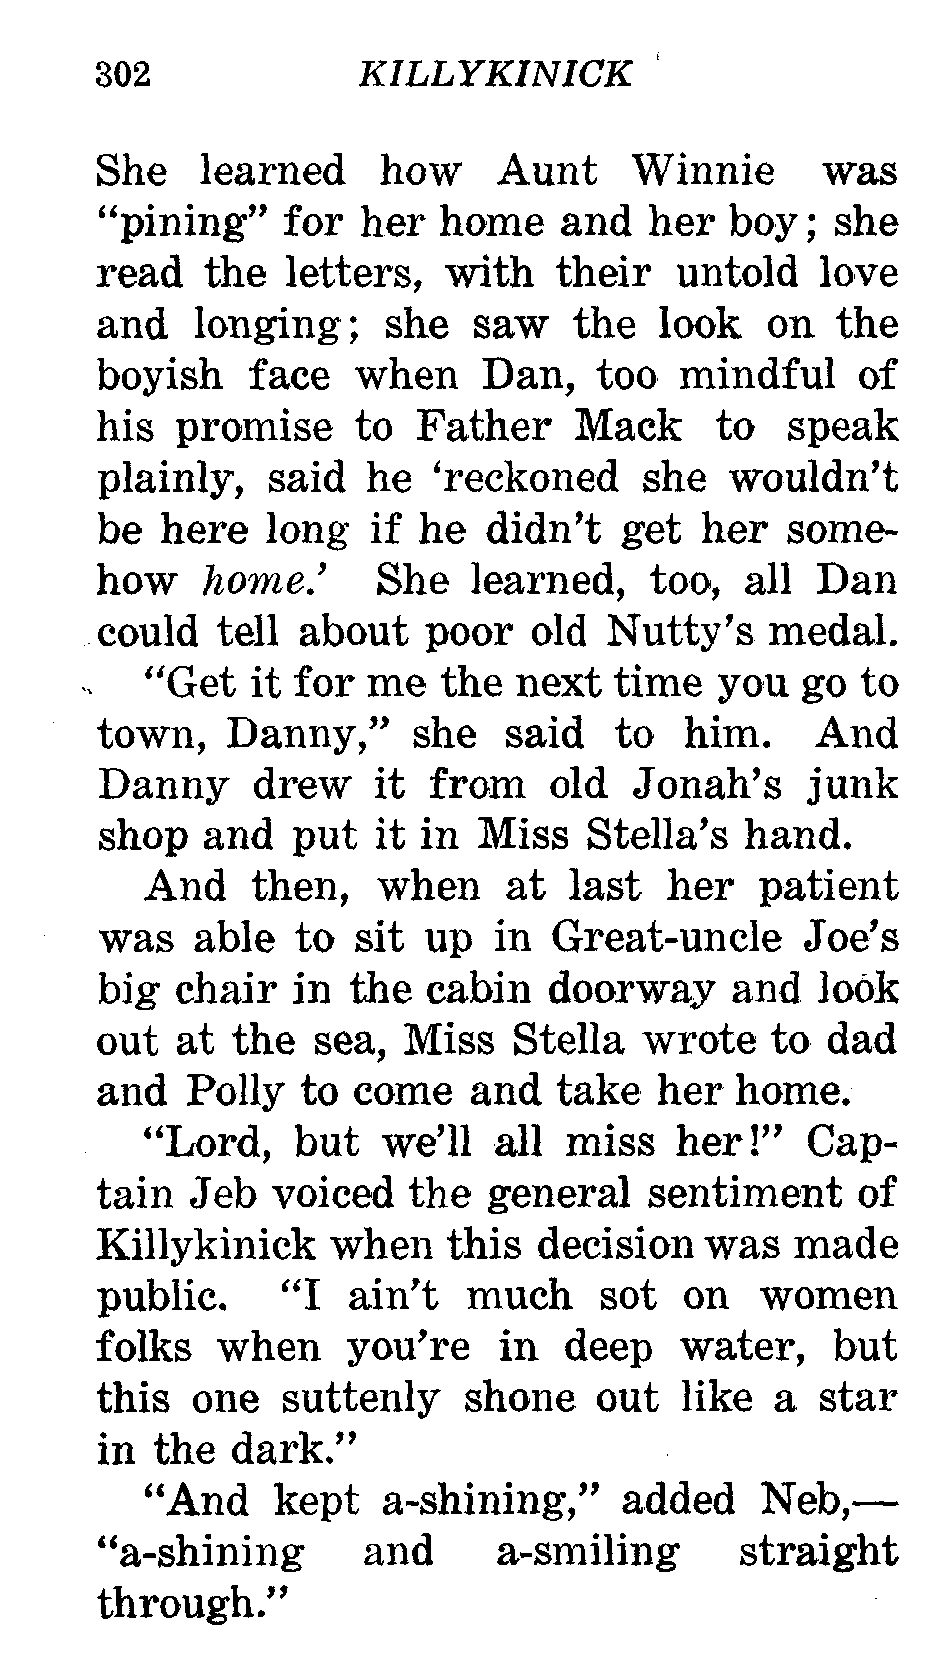 302 KILLYKINICK
She learned how Aunt Winnie was
“pining” for her home and her boy; she
read the letters, with their untold love
and longing; she saw the look on the
boyish face when Dan, too mindful of
his promise to Father Mack to speak
plainly, said he ‘reckoned she wouldn’t
be here long if he didn’t get her some-
how home.’ She learned, too, all Dan
could tell about poor old Nutty’s medal.
“Get it for me the next time you go to
town, Danny,” she said to him. And
Danny drew it from old Jonah’s junk
shop and put it in Miss Stella’s hand.
And then, when at last her patient
was able to sit up in Great-uncle Joe’s
big chair in the cabin doorway and look
out at the sea, Miss Stella wrote to dad
and Polly to come and take her home.
“Lord, but we’ll all miss her!” Cap-
tain Jeb voiced the general sentiment of
Killykinick when this decision was made
public. “I ain’t much sot on women
folks when you’re in deep water, but
this one suttenly shone out like a star
in the dark.”
“And kept a-shining,” added Neb,—
“a-shining and a-smiling straight
through.”